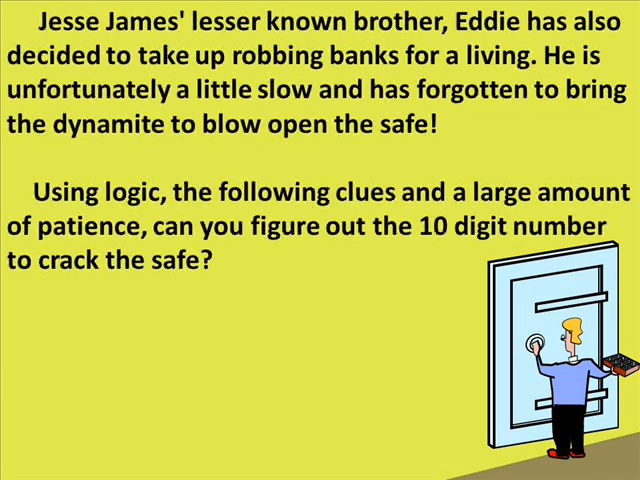 Jesse James' lesser known brother, Eddie has also
decided to take up robbing banks for a living. He is
unfortunately a little slow and has forgotten to bring
the dynamite to blow open the safe!
Using logic, the following clues and a large amount
of patience, can you figure out the 10 digit number
to crack the safe?